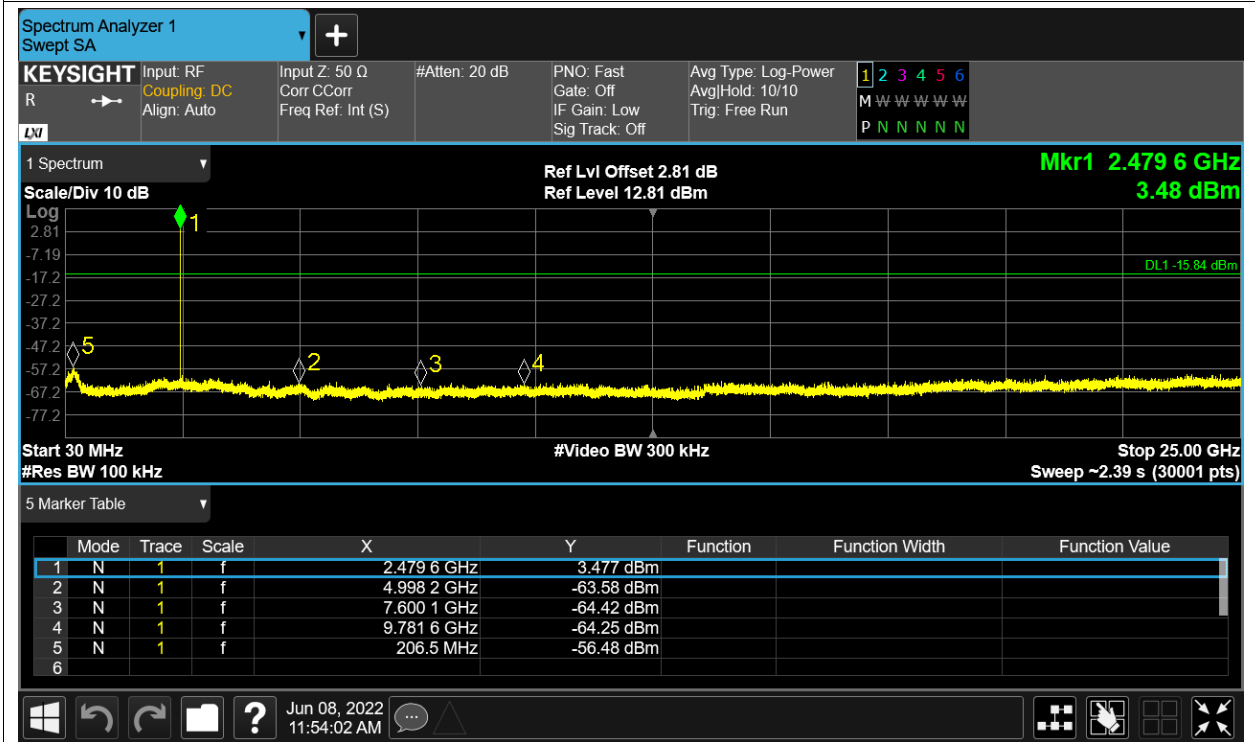 Spectrum Analyzer 1
Swept SA
+
KEYSIGHT
R
LXI
Input: RF
Coupling: DC
Align: Auto
Input Z: 50 Ω
Corr CCorr
Freq Ref: Int (S)
#Atten: 20 dB
PNO: Fast
Gate: Off
IF Gain: Low
Sig Track: Off
Avg Type: Log-Power
Avg|Hold: 10/10
Trig: Free Run
1 2 3 4 5 6
M W W W W W
P N N N N N
1 Spectrum
Scale/Div 10 dB
Ref Lvl Offset 2.81 dB
Ref Level 12.81 dBm
Mkr1 2.479 6 GHz
3.48 dBm
Log
2.81
-7.19
-17.2
-27.2
-37.2
-47.2
-57.2
-67.2
-77.2
1
DL1 -15.84 dBm
5
2
3
4
Start 30 MHz
#Video BW 300 kHz
Stop 25.00 GHz
#Res BW 100 kHz
Sweep ~2.39 s (30001 pts)
5 Marker Table
Mode Trace Scale X Y Function Function Width Function Value
1 N 1 f 2.479 6 GHz 3.477 dBm
2 N 1 f 4.998 2 GHz -63.58 dBm
3 N 1 f 7.600 1 GHz -64.42 dBm
4 N 1 f 9.781 6 GHz -64.25 dBm
5 N 1 f 206.5 MHz -56.48 dBm
6
?
Jun 08, 2022
11:54:02 AM